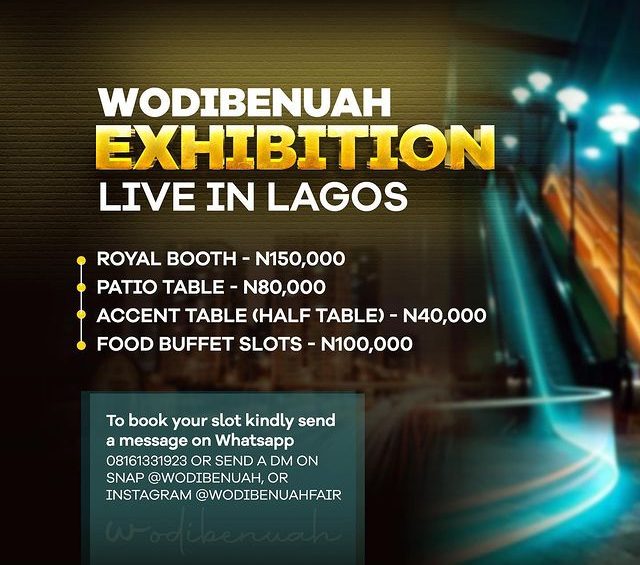 WODIBENUAH
EXHIBITION
LIVE IN LAGOS
ROYAL BOOTH - N150,000
PATIO TABLE - N80,000
ACCENT TABLE (HALF TABLE) - N40,000
FOOD BUFFET SLOTS - N100,000
To book your slot kindly send
a message on Whatsapp
08161331923 OR SEND A DM ON
SNAP @WODIBENUAH, OR
INSTAGRAM @WODIBENUAHFAIR
Wodibenuah